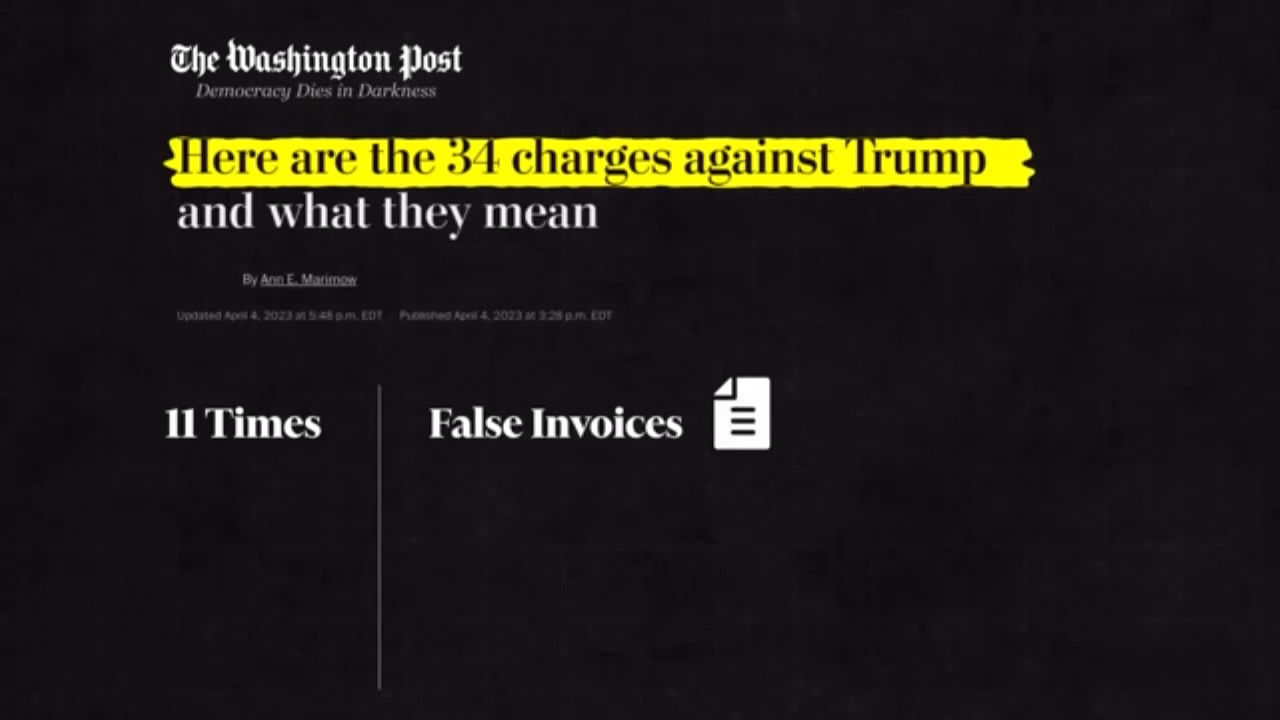 The Washington Post
Democracy Dies in Darkness
Here are the 34 charges against Trump
and what they mean
By Ann E. Marimow
Updated April 4, 2023 at 5:48 p.m. EDT Published April 4, 2023 at 3:28 p.m. EDT
11 Times False Invoices